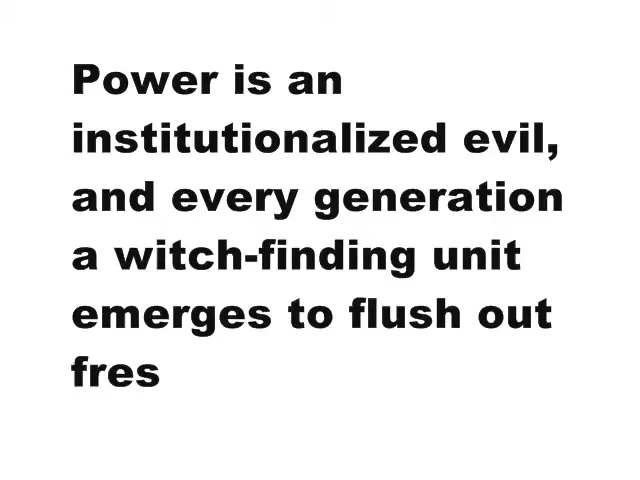 Power is an
institutionalized evil,
and every generation
a witch-finding unit
emerges to flush out
fres